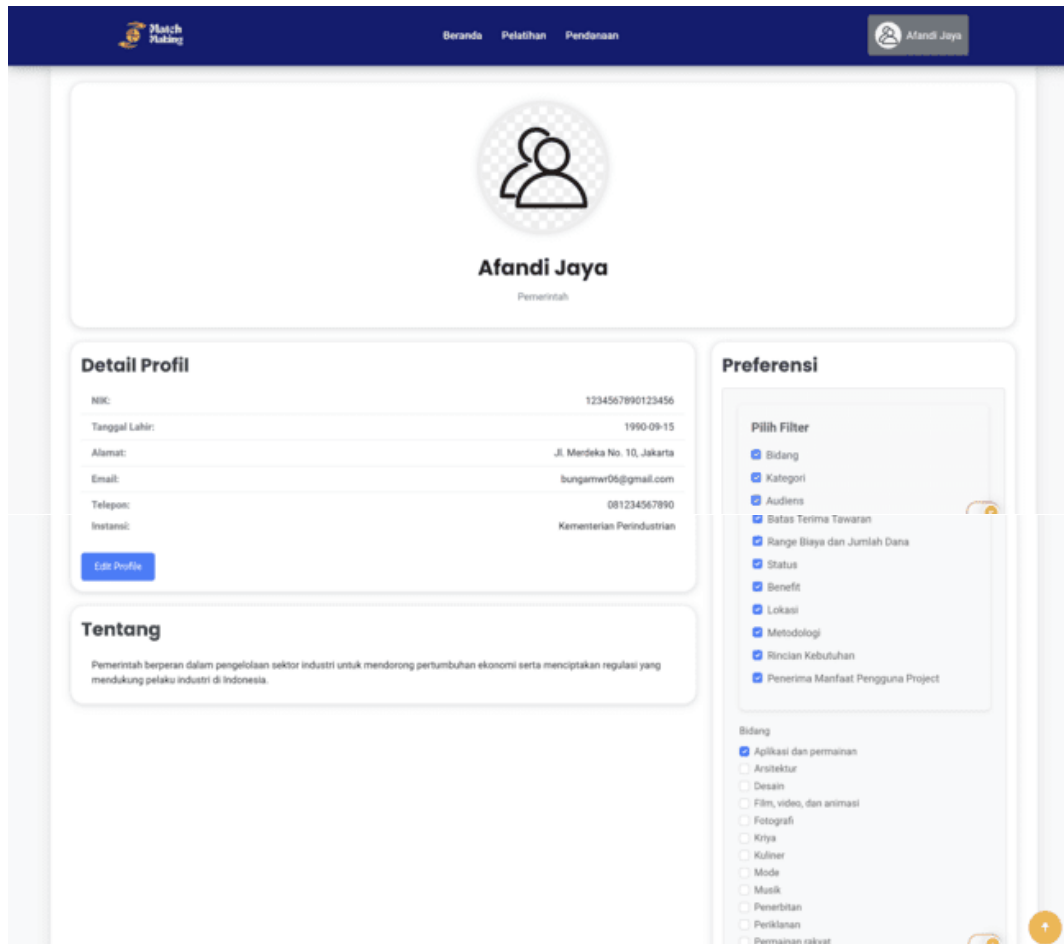 Match
Making
Beranda Pelatihan Pendanaan
Afandi Jaya
Afandi Jaya
Pemerintah
Detail Profil
NIK: 1234567890123456
Tanggal Lahir: 1990-09-15
Alamat: Jl. Merdeka No. 10, Jakarta
Email: bungamwr06@gmail.com
Telepon: 081234567890
Instansi: Kementerian Perindustrian
Edit Profile
Tentang
Pemerintah berperan dalam pengelolaan sektor industri untuk mendorong pertumbuhan ekonomi serta menciptakan regulasi yang
mendukung pelaku industri di Indonesia.
Preferensi
Pilih Filter
Bidang
Kategori
Audiens
Batas Terima Tawaran
Range Biaya dan Jumlah Dana
Status
Benefit
Lokasi
Metodologi
Rincian Kebutuhan
Penerima Manfaat Pengguna Project
Bidang
Aplikasi dan permainan
Arsitektur
Desain
Film, video, dan animasi
Fotografi
Kriya
Kuliner
Mode
Musik
Penerbitan
Periklanan
Permainan rakyat